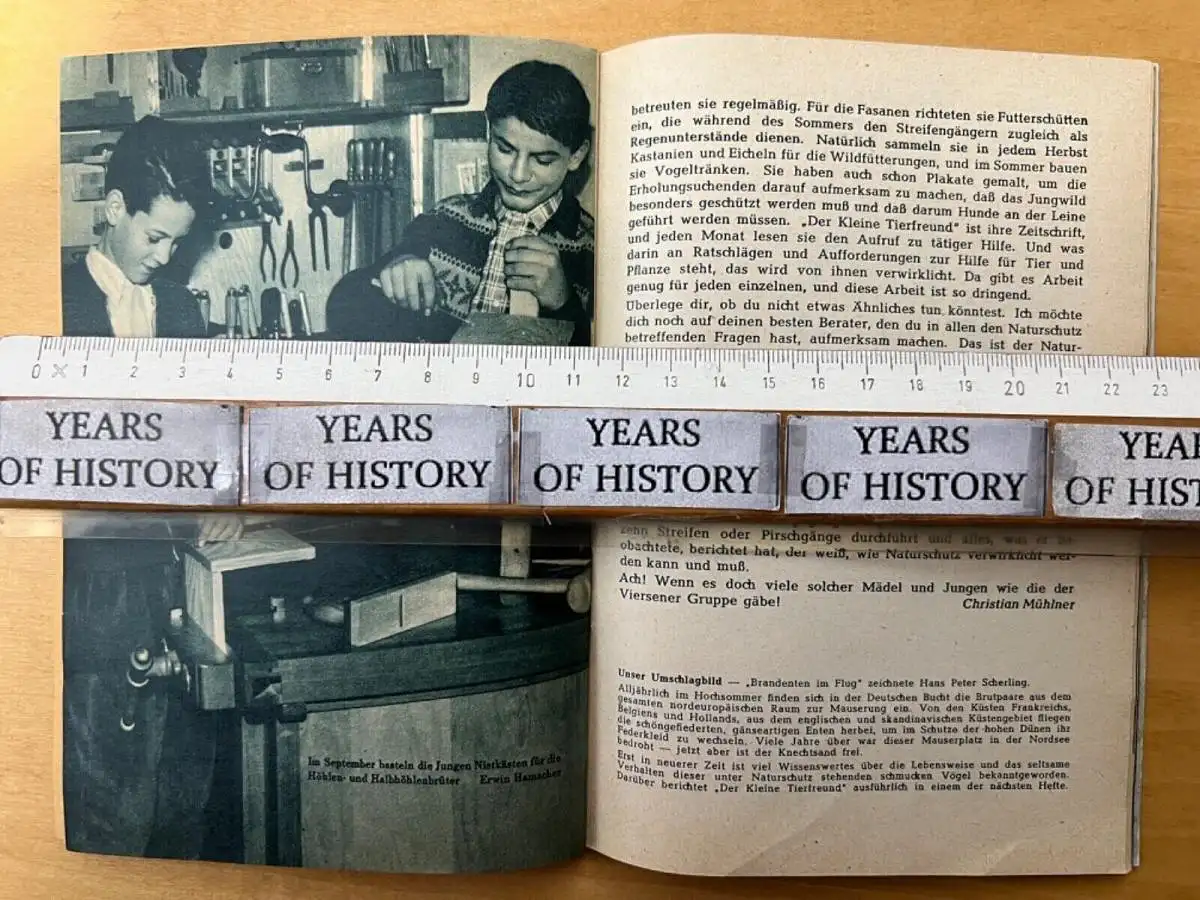 betreuten sie regelmäßig. Für die Fasanen richteten sie Futterschütten
ein, die während des Sommers den Streifengängern zugleich als
Regenunterstände dienen. Natürlich sammeln sie in jedem Herbst
Kastanien und Eicheln für die Wildfütterungen, und im Sommer bauen
sie Vogeltränken. Sie haben auch schon Plakate gemalt, um die
Erholungsuchenden darauf aufmerksam zu machen, daß das Jungwild
besonders geschützt werden muß und daß darum Hunde an der Leine
geführt werden müssen. „Der Kleine Tierfreund" ist ihre Zeitschrift,
und jeden Monat lesen sie den Aufruf zu tätiger Hilfe. Und was
darin an Ratschlägen und Aufforderungen zur Hilfe für Tier und
Pflanze steht, das wird von ihnen verwirklicht. Da gibt es Arbeit
genug für jeden einzelnen, und diese Arbeit ist so dringend.
Überlege dir, ob du nicht etwas Ähnliches tun könntest. Ich möchte
dich noch auf deinen besten Berater, den du in allen den Naturschutz
betreffenden Fragen hast, aufmerksam machen. Das ist der Natur-
0 1 2 3 4 5 6 7 8 9 10 11 12 13 14 15 16 17 18 19 20 21 22 23
YEARS YEARS YEARS YEARS YEA
OF HISTORY OF HISTORY OF HISTORY OF HISTORY OF HIST
zehn Streifen oder Pirschgänge durchführt und alles, was er be-
obachtete, berichtet hat, der weiß, wie Naturschutz verwirklicht wer-
den kann und muß.
Ach! Wenn es doch viele solcher Mädel und Jungen wie die der
Viersener Gruppe gäbe! Christian Mühlner
Unser Umschlagbild — „Brandenten im Flug" zeichnete Hans Peter Scherling.
Alljährlich im Hochsommer finden sich in der Deutschen Bucht die Brutpaare aus dem
gesamten nordeuropäischen Raum zur Mauserung ein. Von den Küsten Frankreichs,
Belgiens und Hollands, aus dem englischen und skandinavischen Küstengebiet fliegen
die schöngefiederten, gänseartigen Enten herbei, um im Schutze der hohen Dünen ihr
Federkleid zu wechseln. Viele Jahre über war dieser Mauserplatz in der Nordsee
bedroht — jetzt aber ist der Knechtsand frei.
Erst in neuerer Zeit ist viel Wissenswertes über die Lebensweise und das seltsame
Verhalten dieser unter Naturschutz stehenden schmucken Vögel bekanntgeworden.
Darüber berichtet „Der Kleine Tierfreund" ausführlich in einem der nächsten Hefte.
Im September basteln die Jungen Nistkästen für die
Höhlen- und Halbhöhlenbrüter Erwin Hamacher